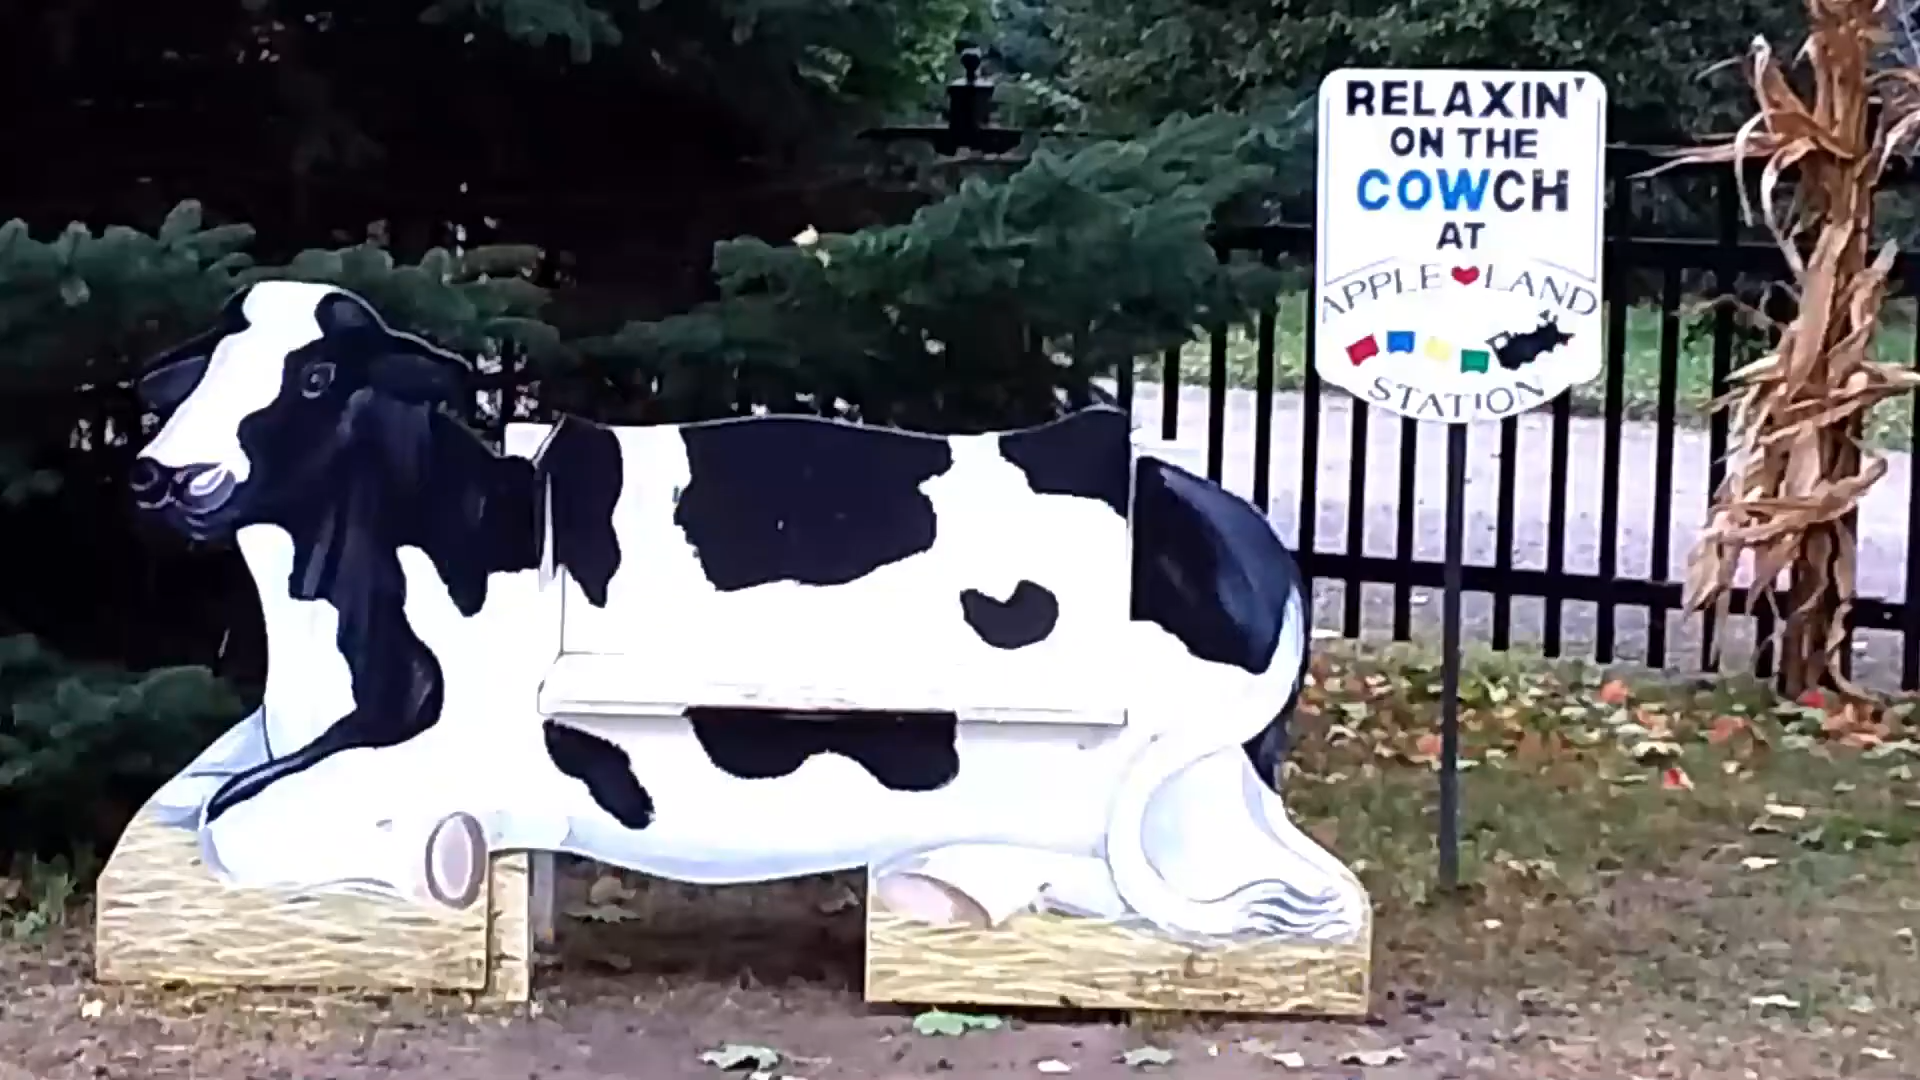 RELAXIN'
ON THE
COWCH
AT
APPLE LAND
STATION